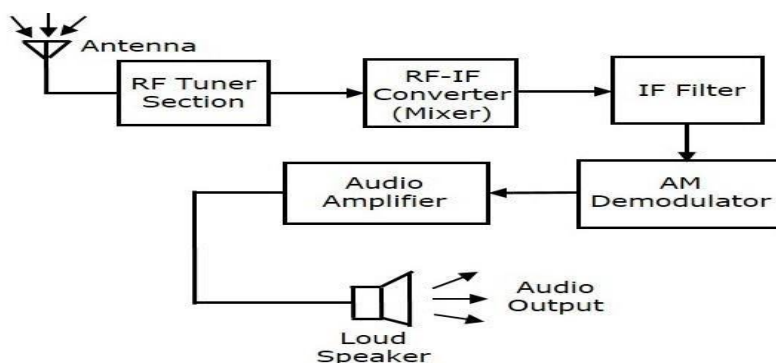 Antenna
RF Tuner
Section
RF-IF
Converter
(Mixer)
IF Filter
AM
Demodulator
Audio
Amplifier
Loud
Speaker
Audio
Output